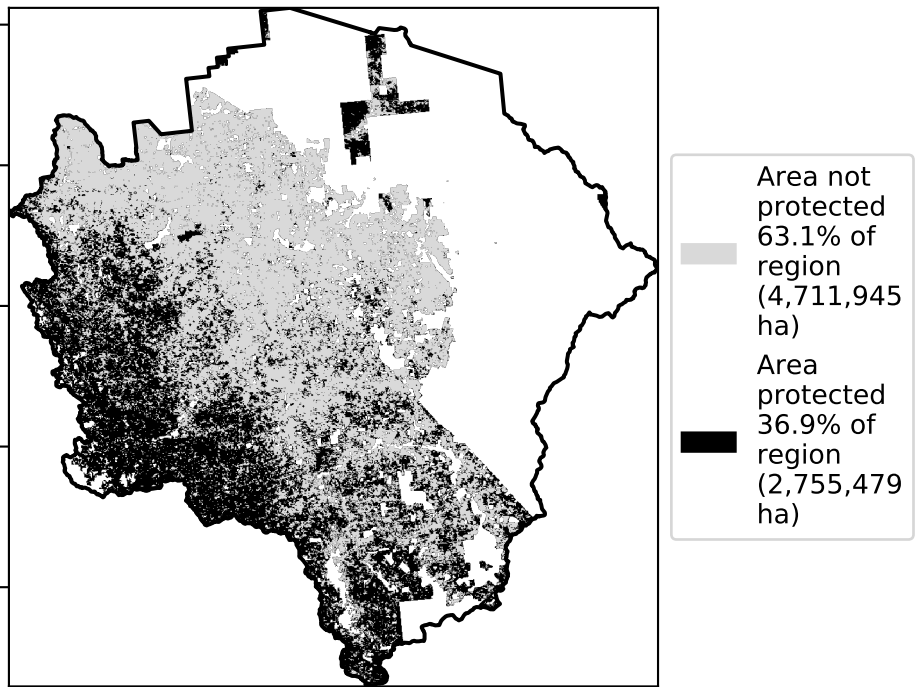 Area not
protected
63.1% of
region
(4,711,945
ha)
Area
protected
36.9% of
region
(2,755,479
ha)